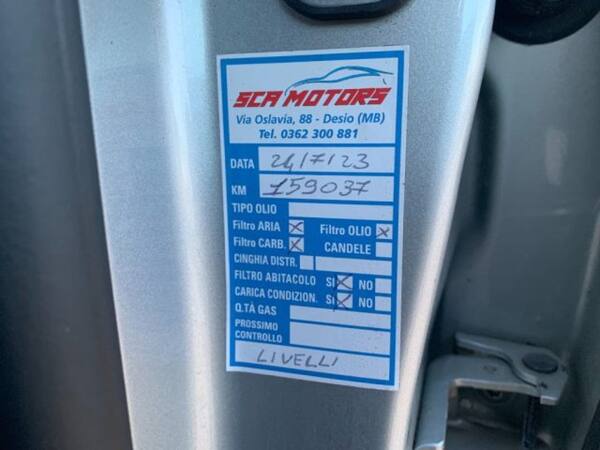 SCA MOTORS
Via Oslavia, 88 - Desio (MB)
Tel. 0362 300 881
DATA 24/7/23
KM 159037
TIPO OLIO
Filtro ARIA X Filtro OLIO X
Filtro CARB. X CANDELE
CINGHIA DISTR.
FILTRO ABITACOLO SI X NO
CARICA CONDIZION. SI X NO
Q.TÀ GAS
PROSSIMO
CONTROLLO
LIVELLI